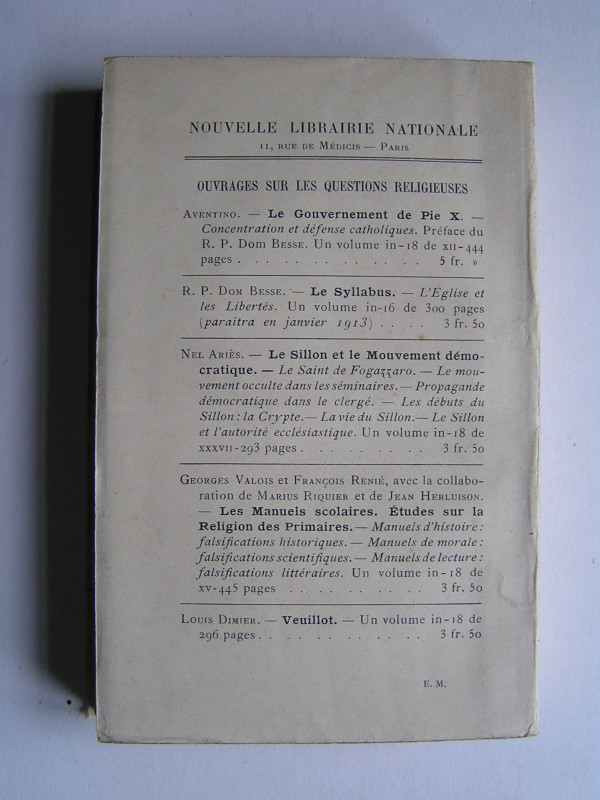 NOUVELLE LIBRAIRIE NATIONALE
11, RUE DE MÉDICIS — PARIS
OUVRAGES SUR LES QUESTIONS RELIGIEUSES
AVENTINO. — Le Gouvernement de Pie X. —
Concentration et défense catholiques. Préface du
R. P. DOM BESSE. Un volume in-18 de XII-444
pages . . . . . . . . . . 5 fr. »
R. P. DOM BESSE. — Le Syllabus. — L'Église et
les Libertés. Un volume in-16 de 300 pages
(paraitra en janvier 1913) . . . . 3 fr. 50
NEL ARIÈS. — Le Sillon et le Mouvement démo-
cratique. — Le Saint de Fogazzaro. — Le mou-
vement occulte dans les séminaires. — Propagande
démocratique dans le clergé. — Les débuts du
Sillon : la Crypte. — La vie du Sillon. — Le Sillon
et l'autorité ecclésiastique. Un volume in-18 de
XXXVII-293 pages . . . . . . . 3 fr. 50
GEORGES VALOIS et FRANÇOIS RENIÉ, avec la collabo-
ration de MARIUS RIQUIER et de JEAN HERLUISON.
— Les Manuels scolaires. Études sur la
Religion des Primaires. — Manuels d'histoire :
falsifications historiques. — Manuels de morale :
falsifications scientifiques. — Manuels de lecture :
falsifications littéraires. Un volume in-18 de
XV-445 pages . . . . . . . . 3 fr. 50
LOUIS DIMIER. — Veuillot. — Un volume in-18 de
296 pages . . . . . . . . . 3 fr. 50
E. M.